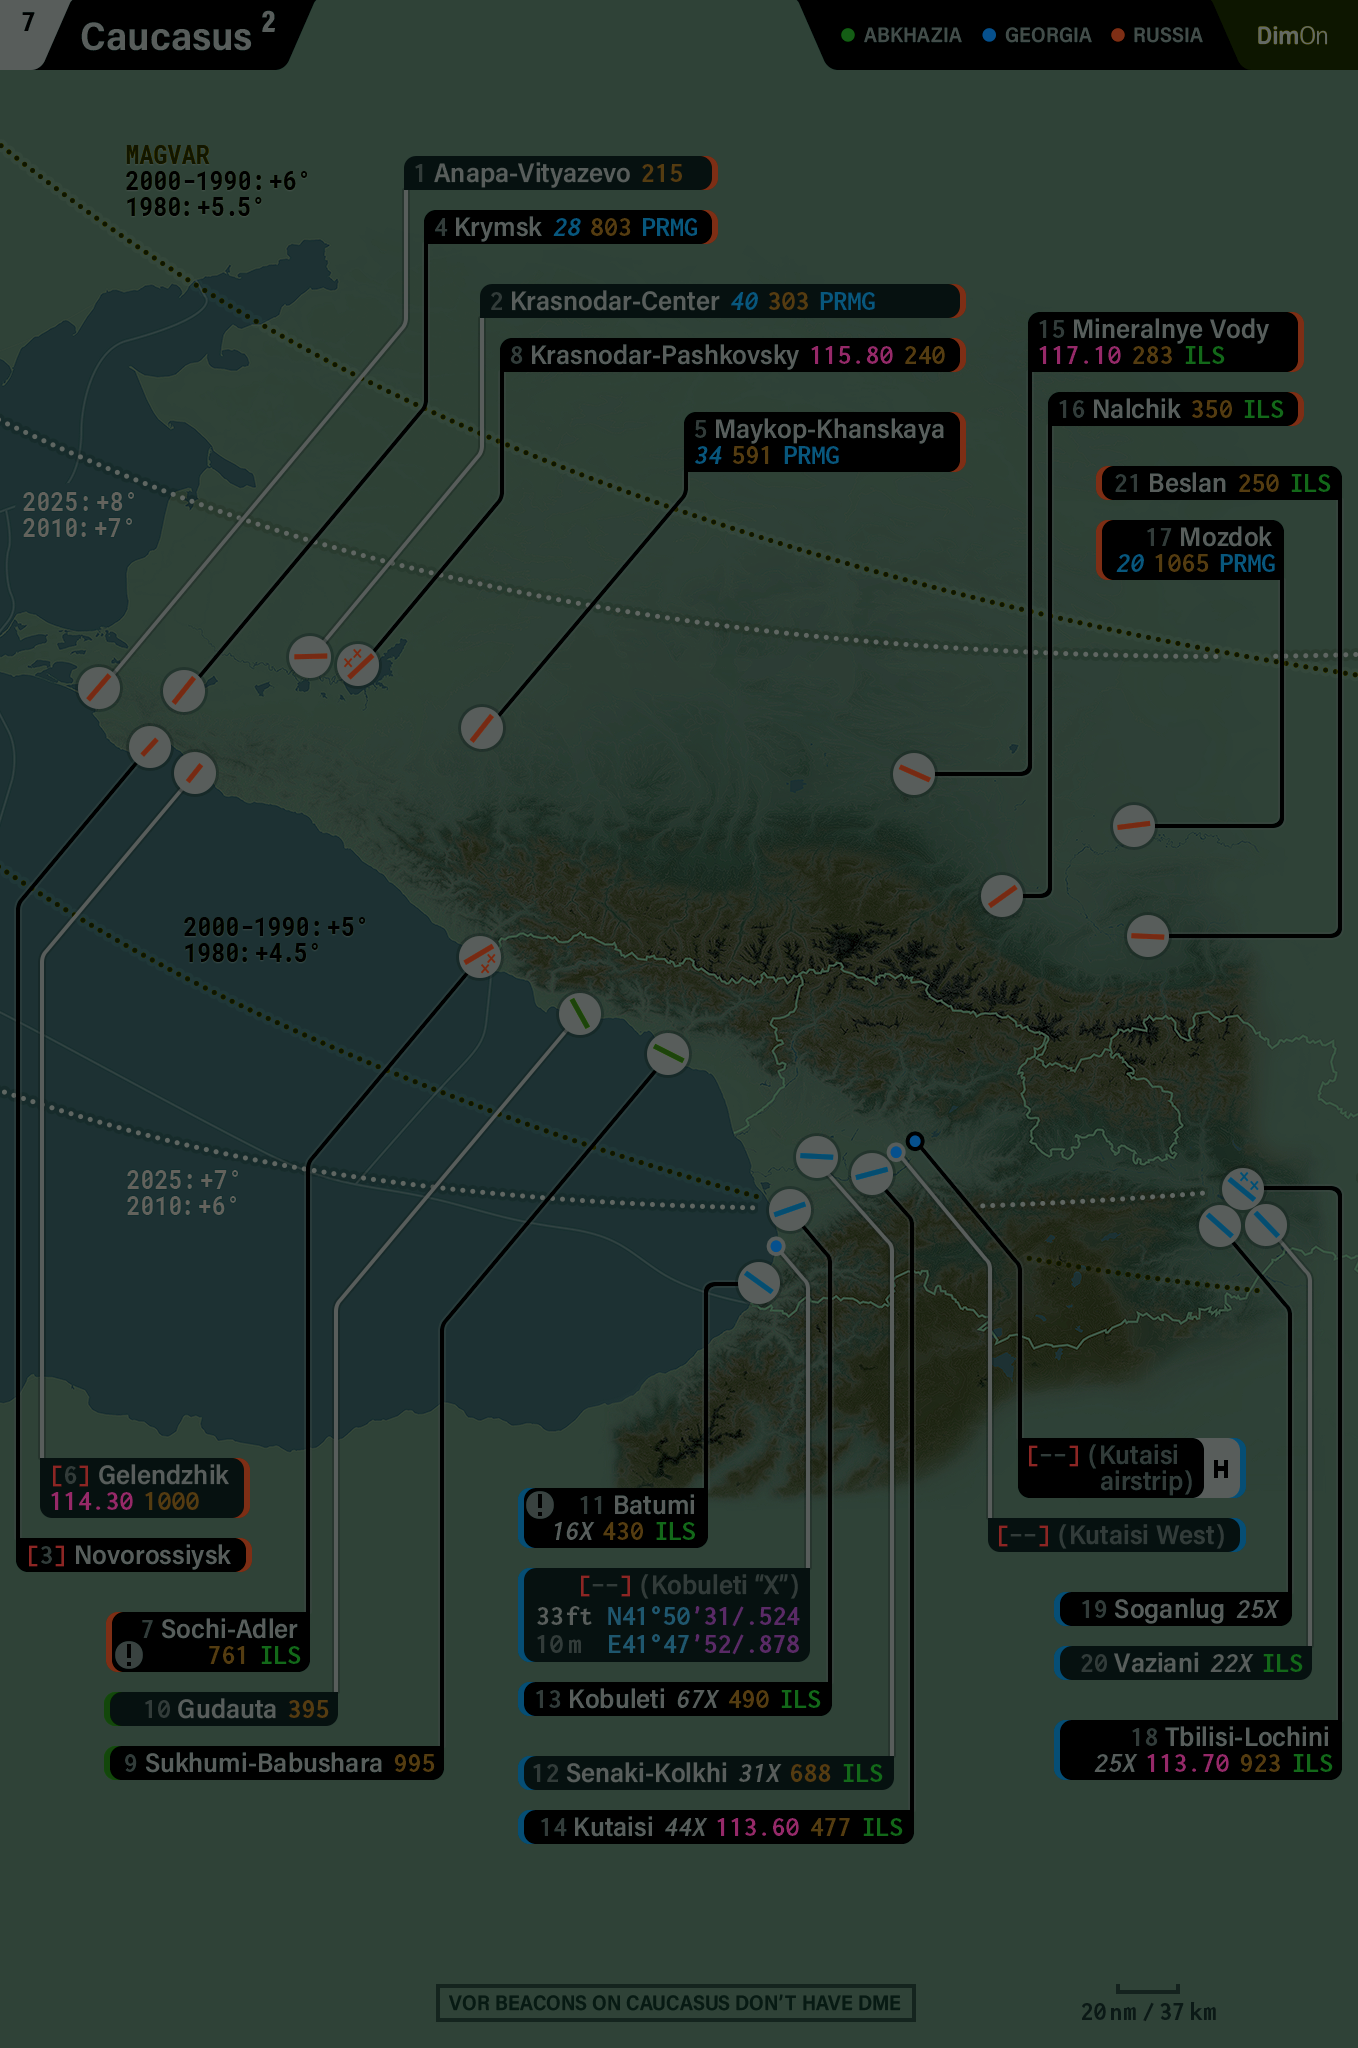 7
Caucasus 2
ABKHAZIA GEORGIA RUSSIA
DimOn
MAGVAR
2000-1990: +6°
1980: +5.5°
1 Anapa-Vityazevo 215
4 Krymsk 28 803 PRMG
2 Krasnodar-Center 40 303 PRMG
8 Krasnodar-Pashkovsky 115.80 240
15 Mineralnye Vody
117.10 283 ILS
16 Nalchik 350 ILS
5 Maykop-Khanskaya
34 591 PRMG
21 Beslan 250 ILS
17 Mozdok
20 1065 PRMG
2025: +8°
2010: +7°
2000-1990: +5°
1980: +4.5°
2025: +7°
2010: +6°
[6] Gelendzhik
114.30 1000
[3] Novorossiysk
7 Sochi-Adler
! 761 ILS
10 Gudauta 395
9 Sukhumi-Babushara 995
! 11 Batumi
16X 430 ILS
[--] (Kobuleti "X")
33ft N41°50'31/.524
10m E41°47'52/.878
13 Kobuleti 67X 490 ILS
12 Senaki-Kolkhi 31X 688 ILS
14 Kutaisi 44X 113.60 477 ILS
[--] (Kutaisi
airstrip) H
[--] (Kutaisi West)
19 Soganlug 25X
20 Vaziani 22X ILS
18 Tbilisi-Lochini
25X 113.70 923 ILS
VOR BEACONS ON CAUCASUS DON'T HAVE DME
20 nm / 37 km